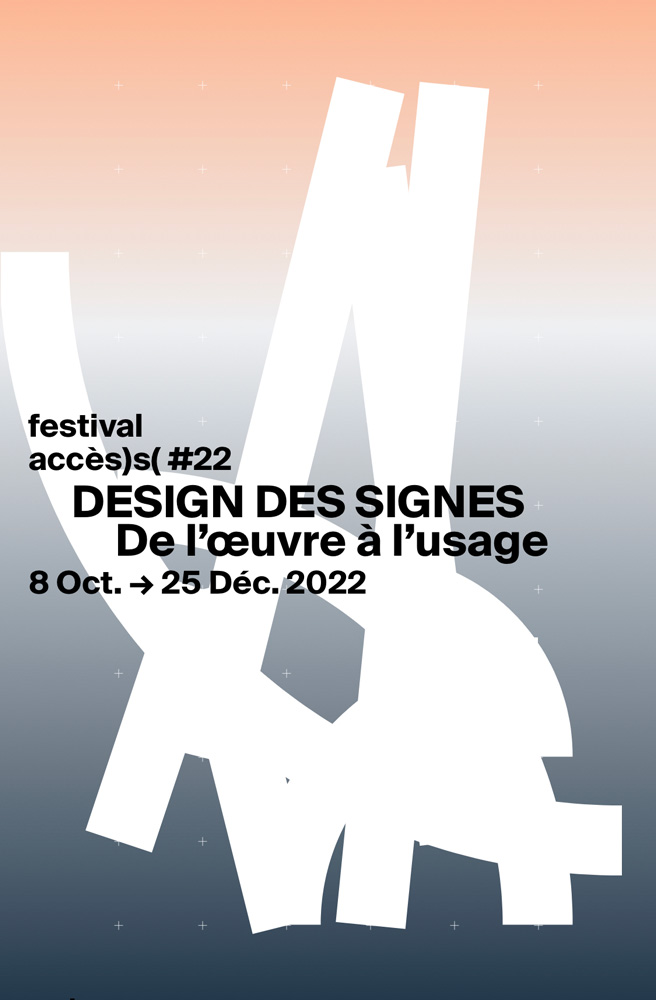 festival
accès)s( #22
DESIGN DES SIGNES
De l’œuvre à l’usage
8 Oct. → 25 Déc. 2022